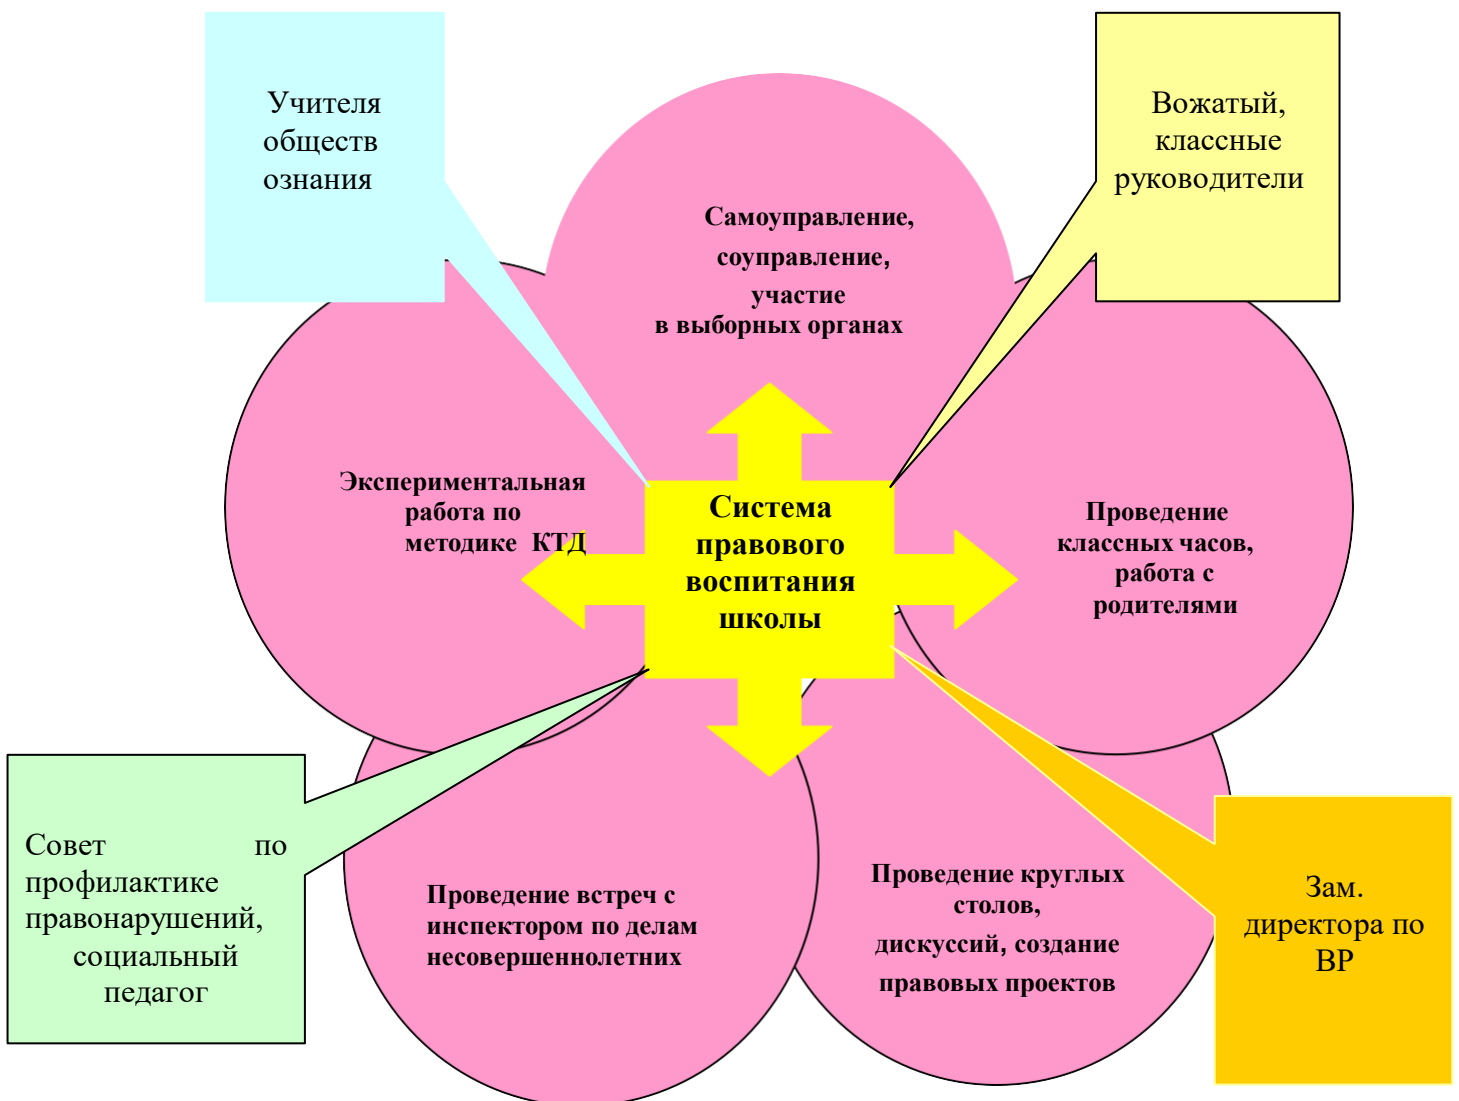 Учителя
обществ
ознания
Вожатый,
классные
руководители
Самоуправление,
соуправление,
участие
в выборных органах
Экспериментальная
работа по
методике КТД
Система
правового
воспитания
школы
Проведение
классных часов,
работа с
родителями
Совет по
профилактике
правонарушений,
социальный
педагог
Проведение встреч с
инспектором по делам
несовершеннолетних
Проведение круглых
столов,
дискуссий, создание
правовых проектов
Зам.
директора по
ВР